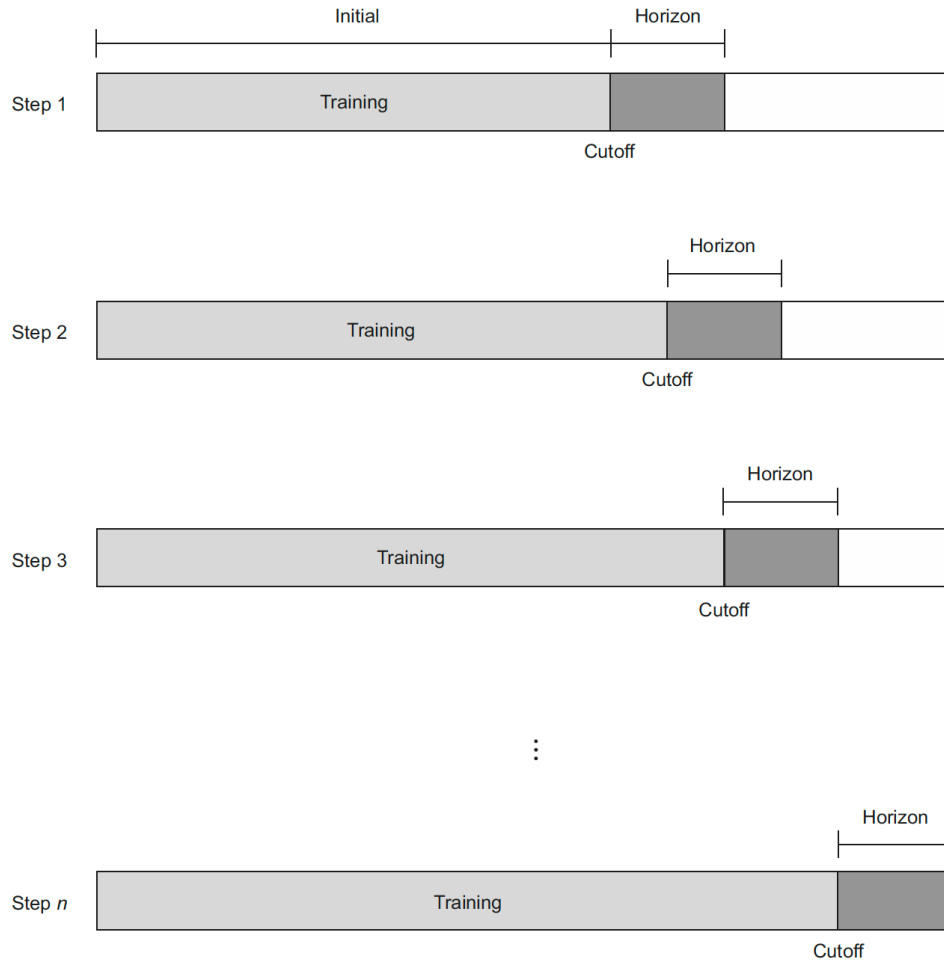 Initial Horizon
Step 1 Training
Cutoff
Horizon
Step 2 Training
Cutoff
Horizon
Step 3 Training
Cutoff
⋮
Horizon
Step n Training
Cutoff